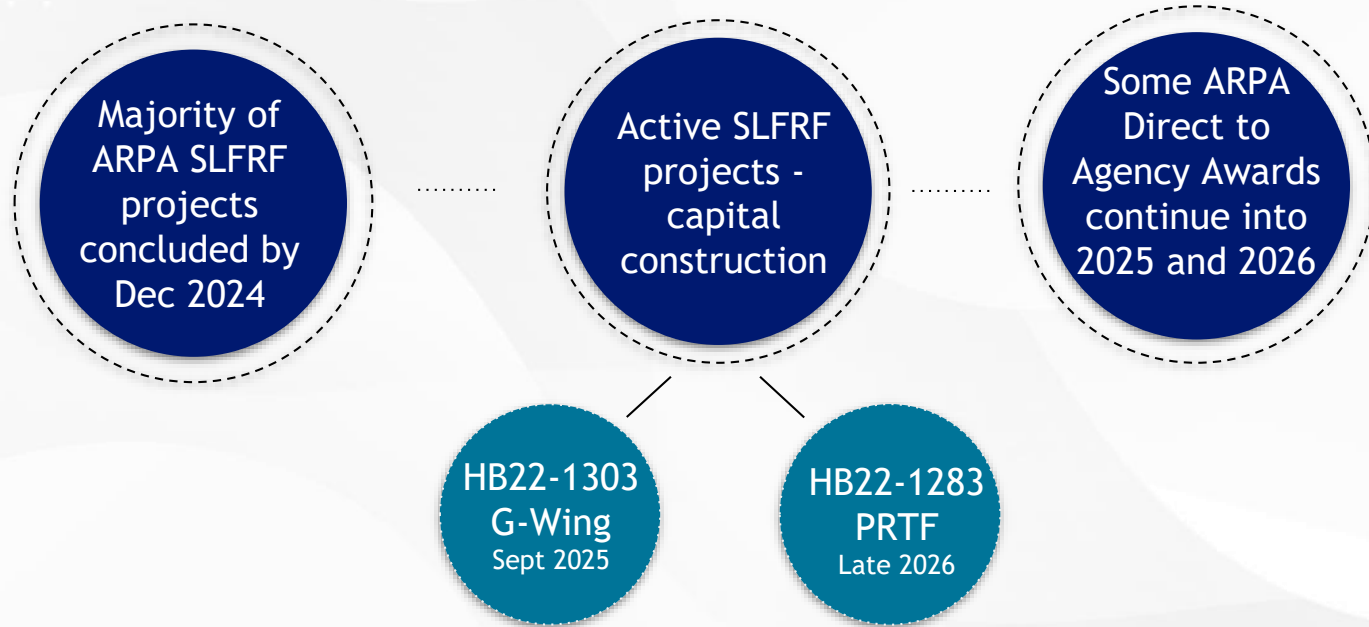 Majority of
ARPA SLFRF
projects
concluded by
Dec 2024
Active SLFRF
projects -
capital
construction
Some ARPA
Direct to
Agency Awards
continue into
2025 and 2026
HB22-1303
G-Wing
Sept 2025
HB22-1283
PRTF
Late 2026